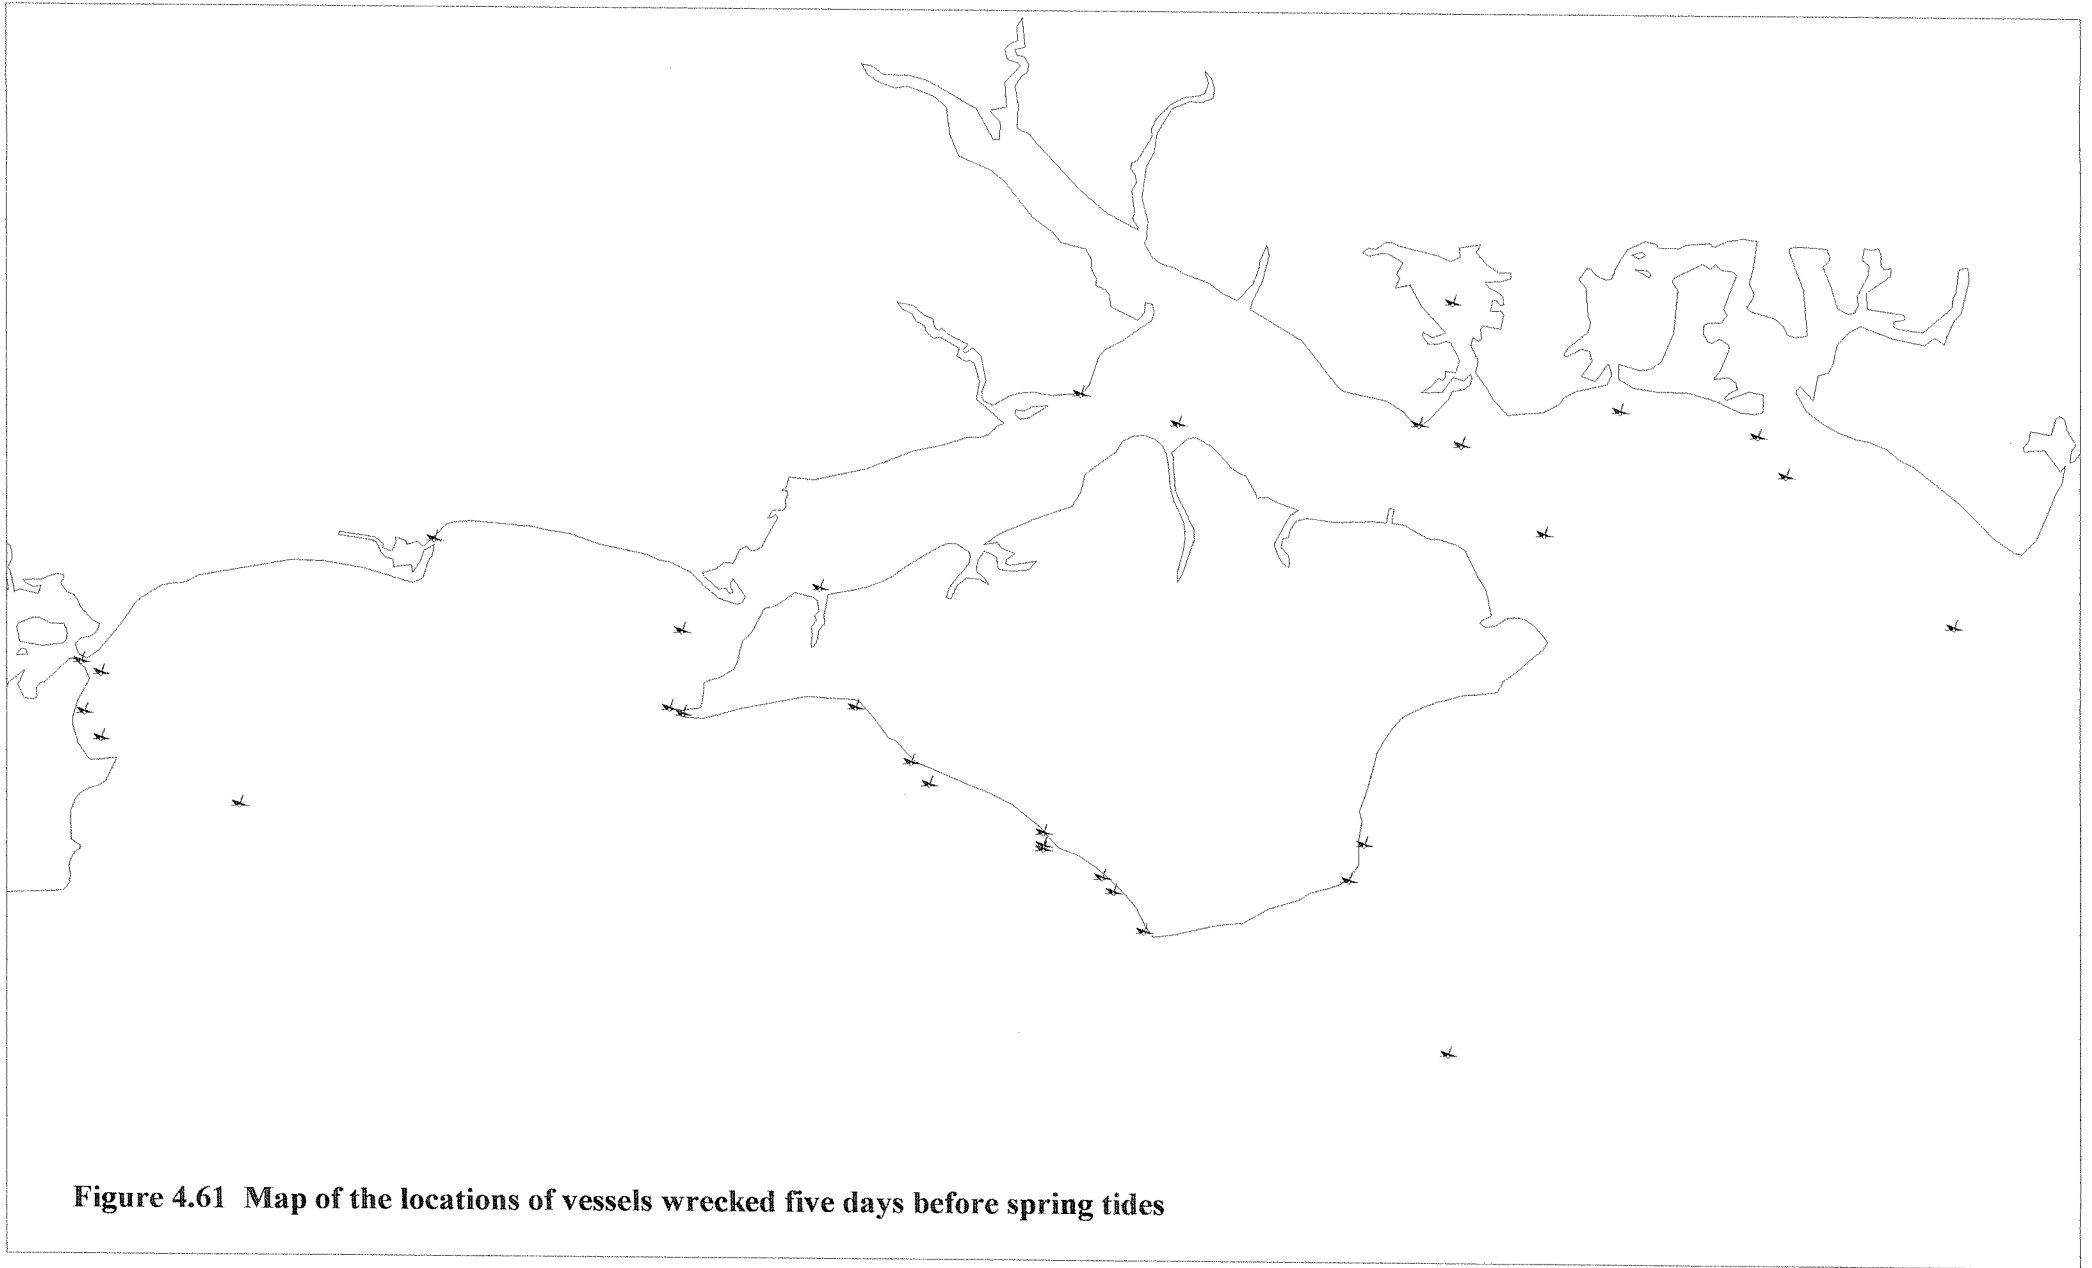 Figure 4.61 Map of the locations of vessels wrecked five days before spring tides